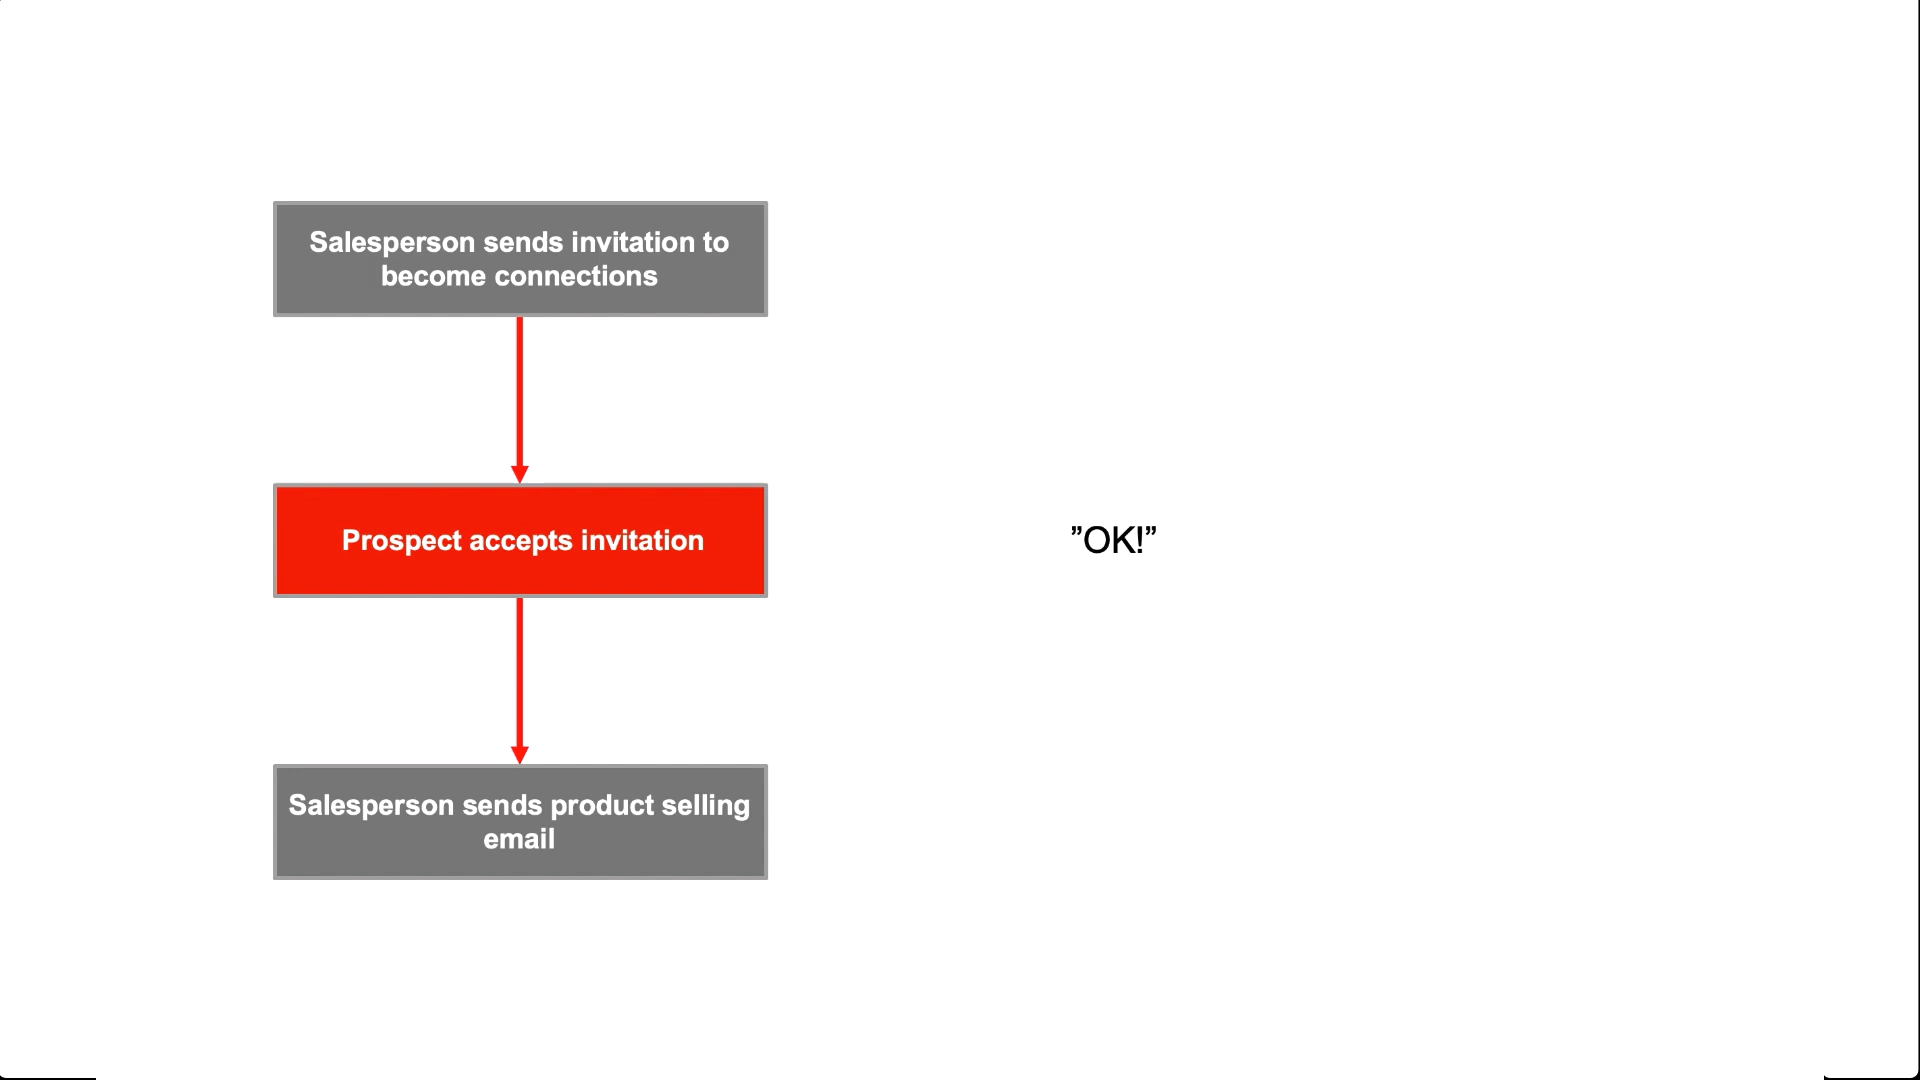 Salesperson sends invitation to
become connections
Prospect accepts invitation
”OK!”
Salesperson sends product selling
email